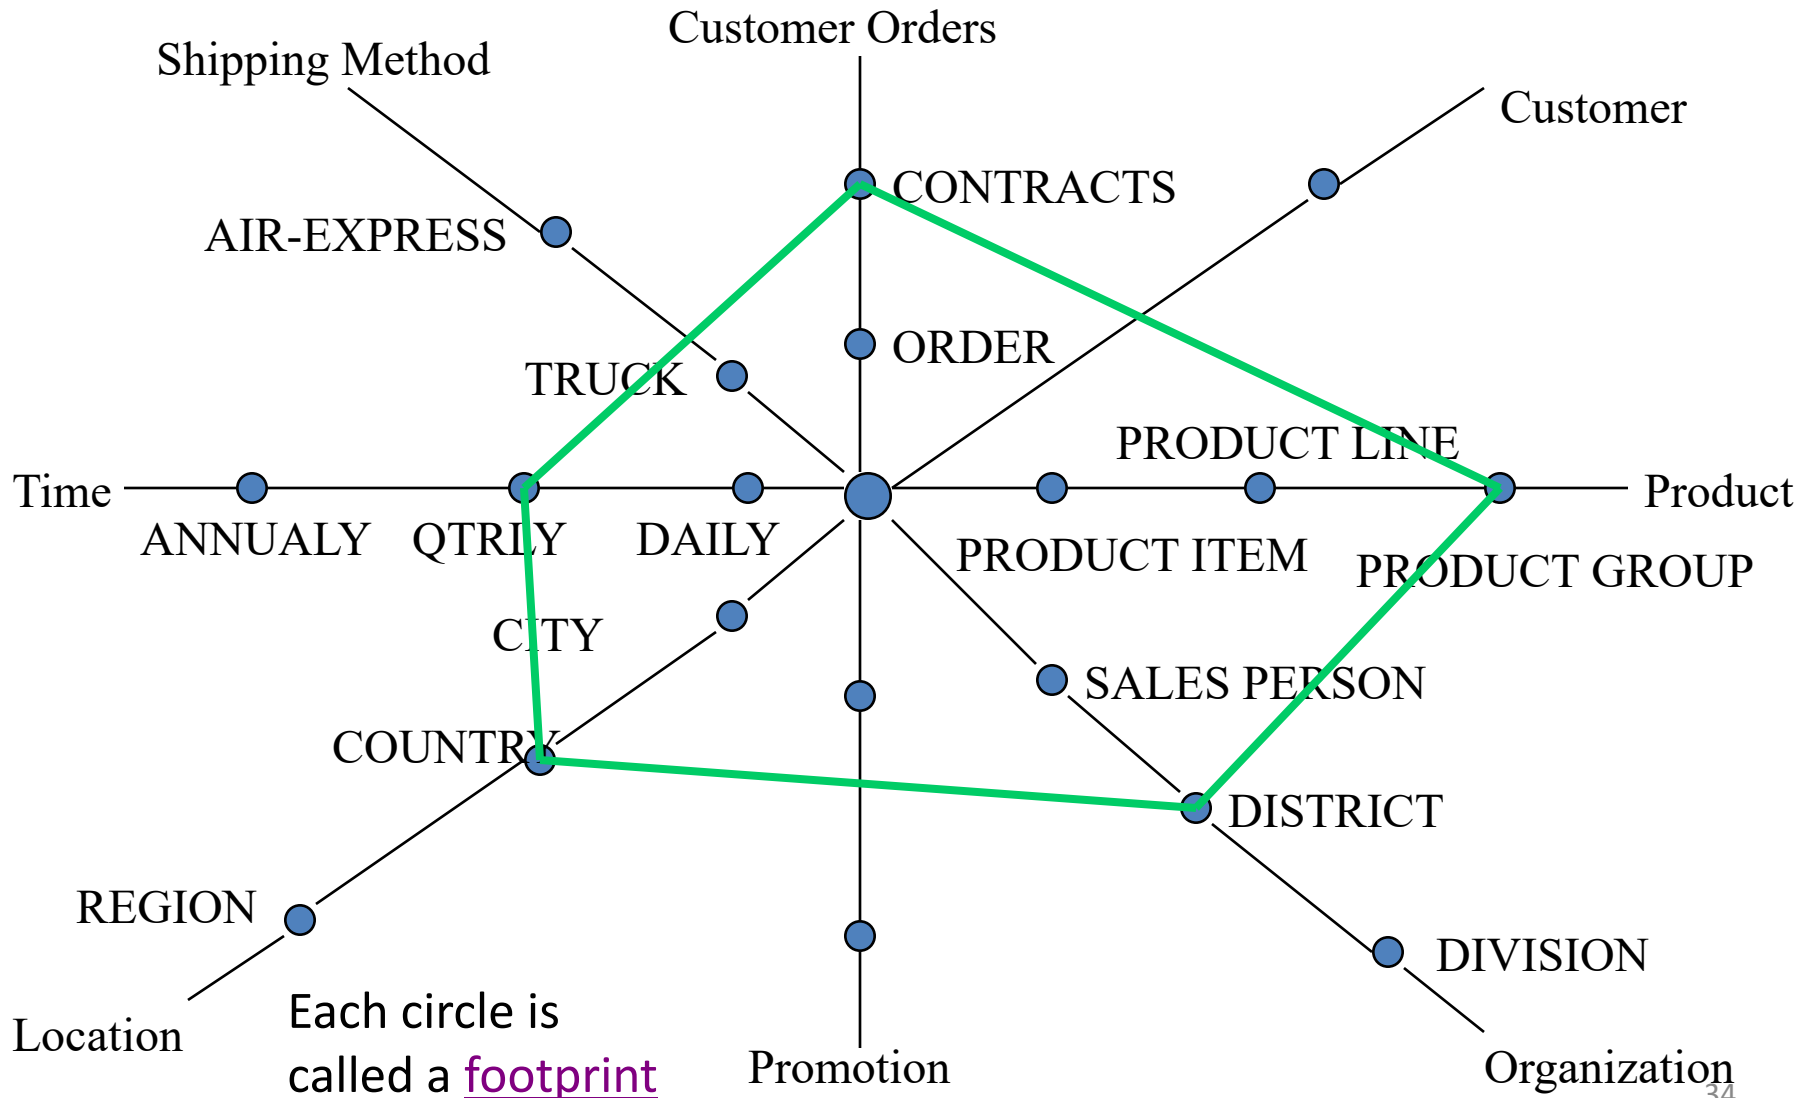 Customer Orders
Shipping Method
Customer
CONTRACTS
AIR-EXPRESS
ORDER
TRUCK
PRODUCT LINE
Time
Product
ANNUALY
QTRLY
DAILY
PRODUCT ITEM
PRODUCT GROUP
CITY
SALES PERSON
COUNTRY
DISTRICT
REGION
DIVISION
Each circle is
called a footprint
Location
Promotion
Organization
34